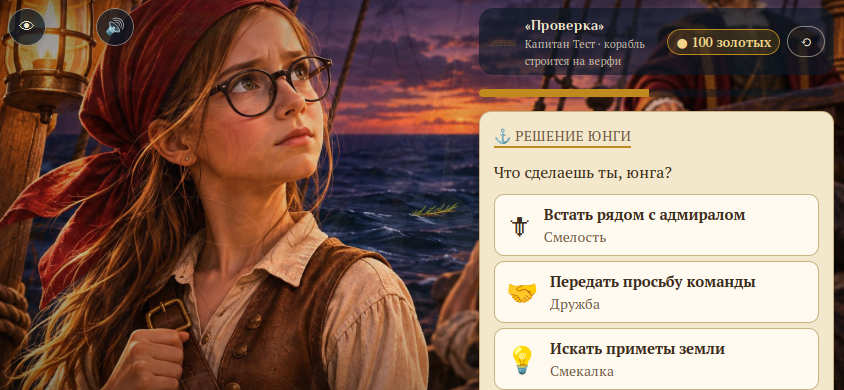 «Проверка»
Капитан Тест · корабль
строится на верфи
100 золотых
РЕШЕНИЕ ЮНГИ
Что сделаешь ты, юнга?
Встать рядом с адмиралом
Смелость
Передать просьбу команды
Дружба
Искать приметы земли
Смекалка